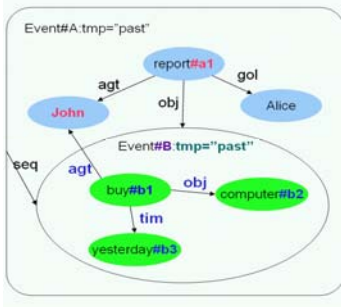 Event#A:tmp="past"
report#a1
agt
gol
obj
John
Alice
Event#B:tmp="past"
seq
agt
buy#b1
obj
computer#b2
tim
yesterday#b3